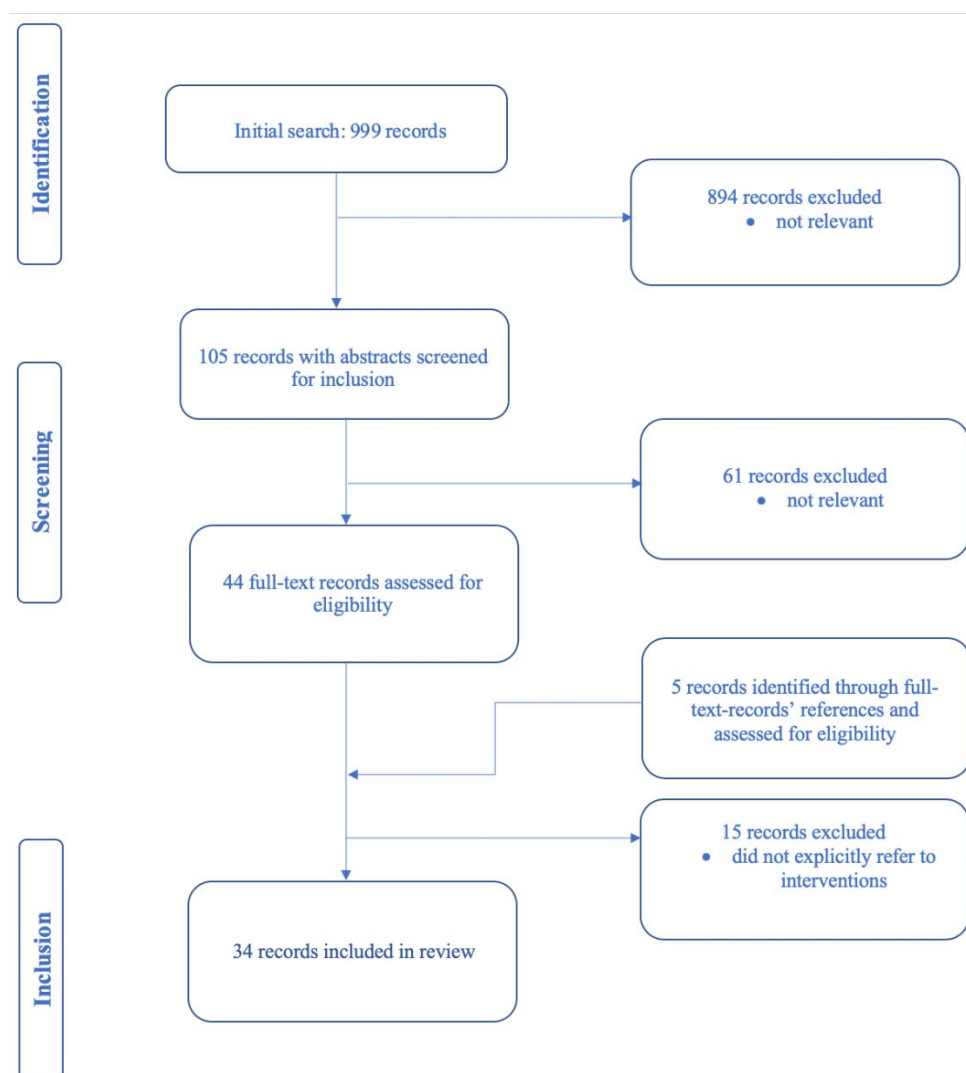 Identification
Initial search: 999 records
894 records excluded
• not relevant
105 records with abstracts screened
for inclusion
Screening
61 records excluded
• not relevant
44 full-text records assessed for
eligibility
5 records identified through full-
text-records’ references and
assessed for eligibility
15 records excluded
• did not explicitly refer to
interventions
Inclusion
34 records included in review